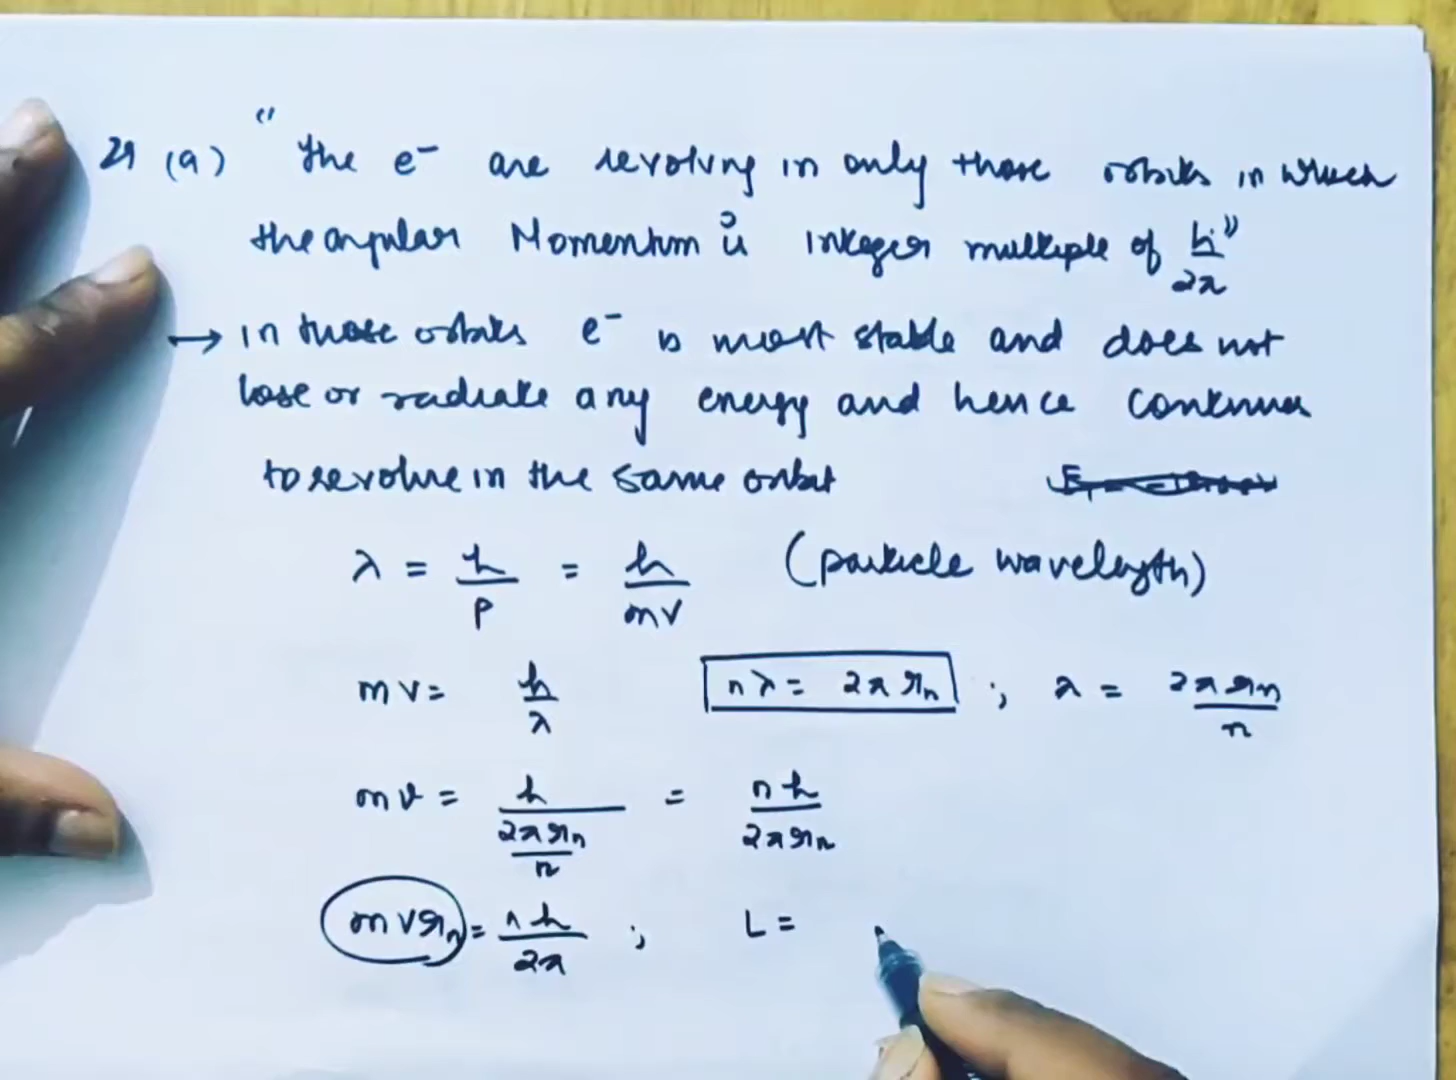 29 (a) "The e⁻ are revolving in only those orbits in which
the angular Momentum is integer multiple of h/2π"
→ in those orbits e⁻ is most stable and does not
lose or radiate any energy and hence continues
to revolve in the same orbit
λ = h/P = h/mv (particle wavelength)
mv = h/λ nλ = 2πrₙ ; λ = 2πrₙ/n
mv = h/(2πrₙ/n) = nh/2πrₙ
mvrₙ = nh/2π ; L =